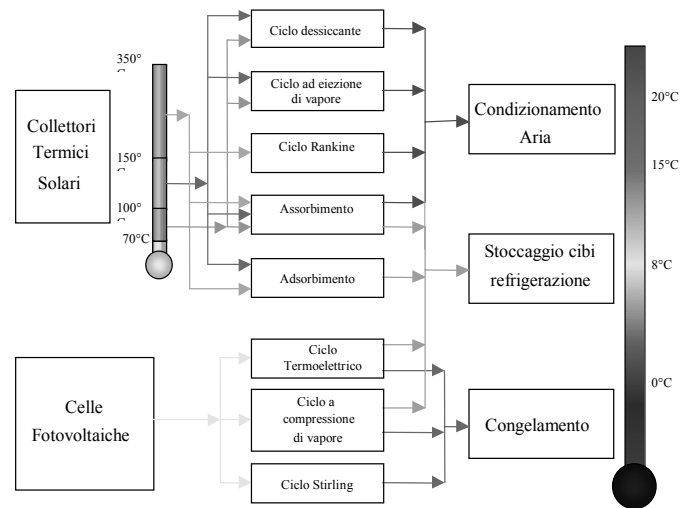 Collettori
Termici
Solari
350°
150°
100°
70°C
Ciclo dessiccante
Ciclo ad eiezione
di vapore
Ciclo Rankine
Assorbimento
Adsorbimento
Condizionamento
Aria
Stoccaggio cibi
refrigerazione
Celle
Fotovoltaiche
Ciclo
Termoelettrico
Ciclo a
compressione
di vapore
Ciclo Stirling
Congelamento
20°C
15°C
8°C
0°C